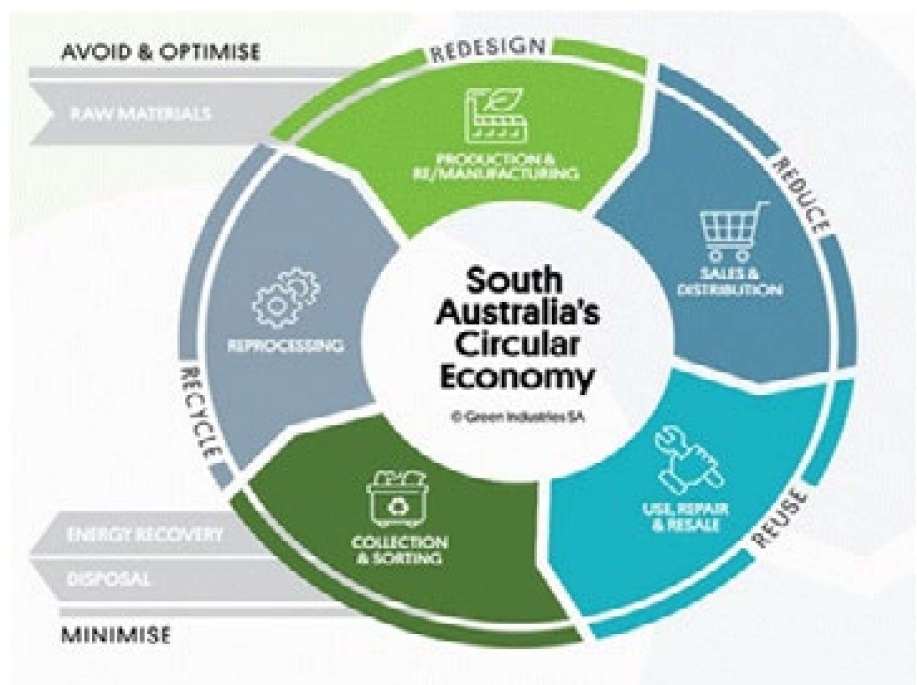 AVOID & OPTIMISE
RAW MATERIALS
REDESIGN
PRODUCTION &
RE/MANUFACTURING
REDUCE
SALES &
DISTRIBUTION
South
Australia's
Circular
Economy
© Green Industries SA
REPROCESSING
RECYCLE
USE, REPAIR
& RESALE
REUSE
COLLECTION
& SORTING
ENERGY RECOVERY
DISPOSAL
MINIMISE